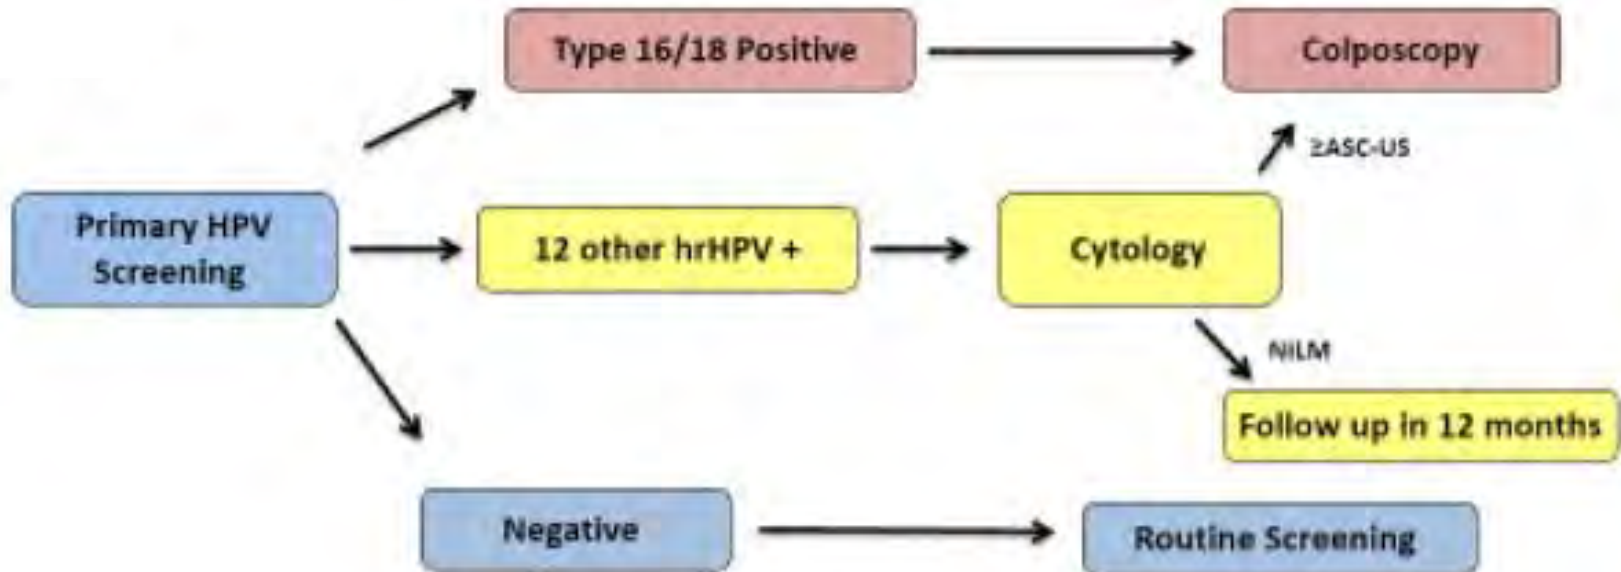 Type 16/18 Positive
Colposcopy
≥ASC-US
Primary HPV
Screening
12 other hrHPV +
Cytology
NILM
Follow up in 12 months
Negative
Routine Screening